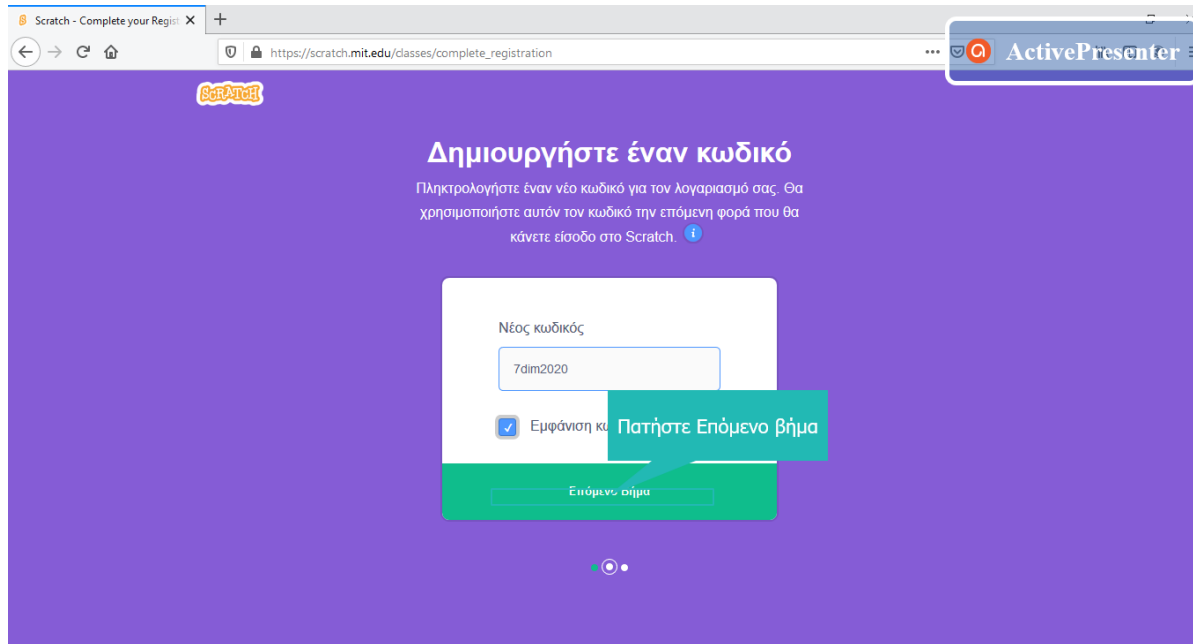 Scratch - Complete your Regist
https://scratch.mit.edu/classes/complete_registration
ActivePresenter
SCRATCH
Δημιουργήστε έναν κωδικό
Πληκτρολογήστε έναν νέο κωδικό για τον λογαριασμό σας. Θα
χρησιμοποιήστε αυτόν τον κωδικό την επόμενη φορά που θα
κάνετε είσοδο στο Scratch.
Νέος κωδικός
7dim2020
Εμφάνιση
Πατήστε Επόμενο βήμα
Επόμενο Βήμα